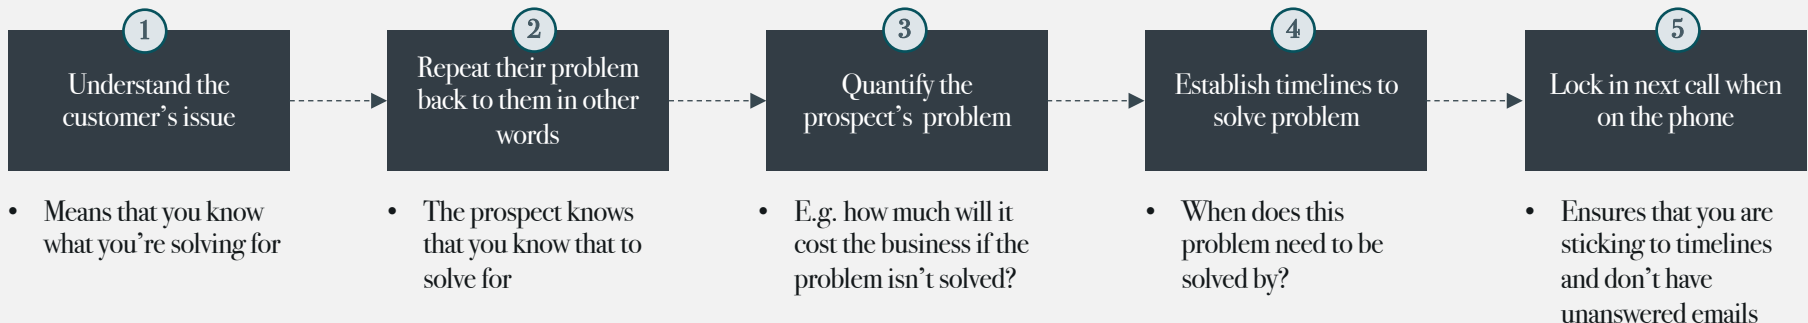 1
Understand the
customer's issue
2
Repeat their problem
back to them in other
words
3
Quantify the
prospect's problem
4
Establish timelines to
solve problem
5
Lock in next call when
on the phone
• Means that you know
what you're solving for
• The prospect knows
that you know that to
solve for
• E.g. how much will it
cost the business if the
problem isn't solved?
• When does this
problem need to be
solved by?
• Ensures that you are
sticking to timelines
and don't have
unanswered emails